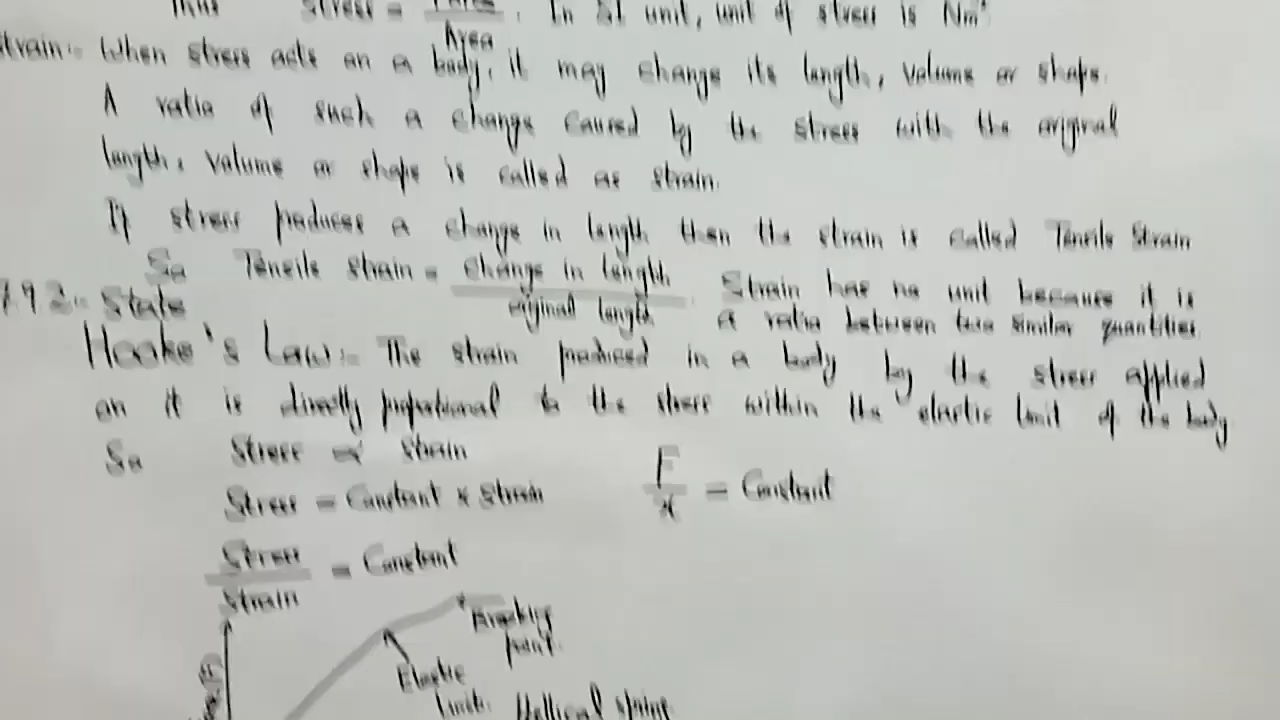 Thus Stress = Force / Area . In SI unit, unit of stress is Nm
Strain:- When stress acts on a body, it may change its length, volume or shape.
A ratio of such a change caused by the stress with the original
length, volume or shape is called as strain.
If stress produces a change in length then the strain is called Tensile Strain
So Tensile strain = change in length / original length . Strain has no unit because it is
a ratio between two similar quantities.
7.9 2:- State
Hooke's Law:- The strain produced in a body by the stress applied
on it is directly proportional to the stress within the elastic limit of the body
So Stress ∝ strain
Stress = Constant x Strain
F / x = Constant
Stress / Strain = Constant
Breaking
point.
Elastic
limit.